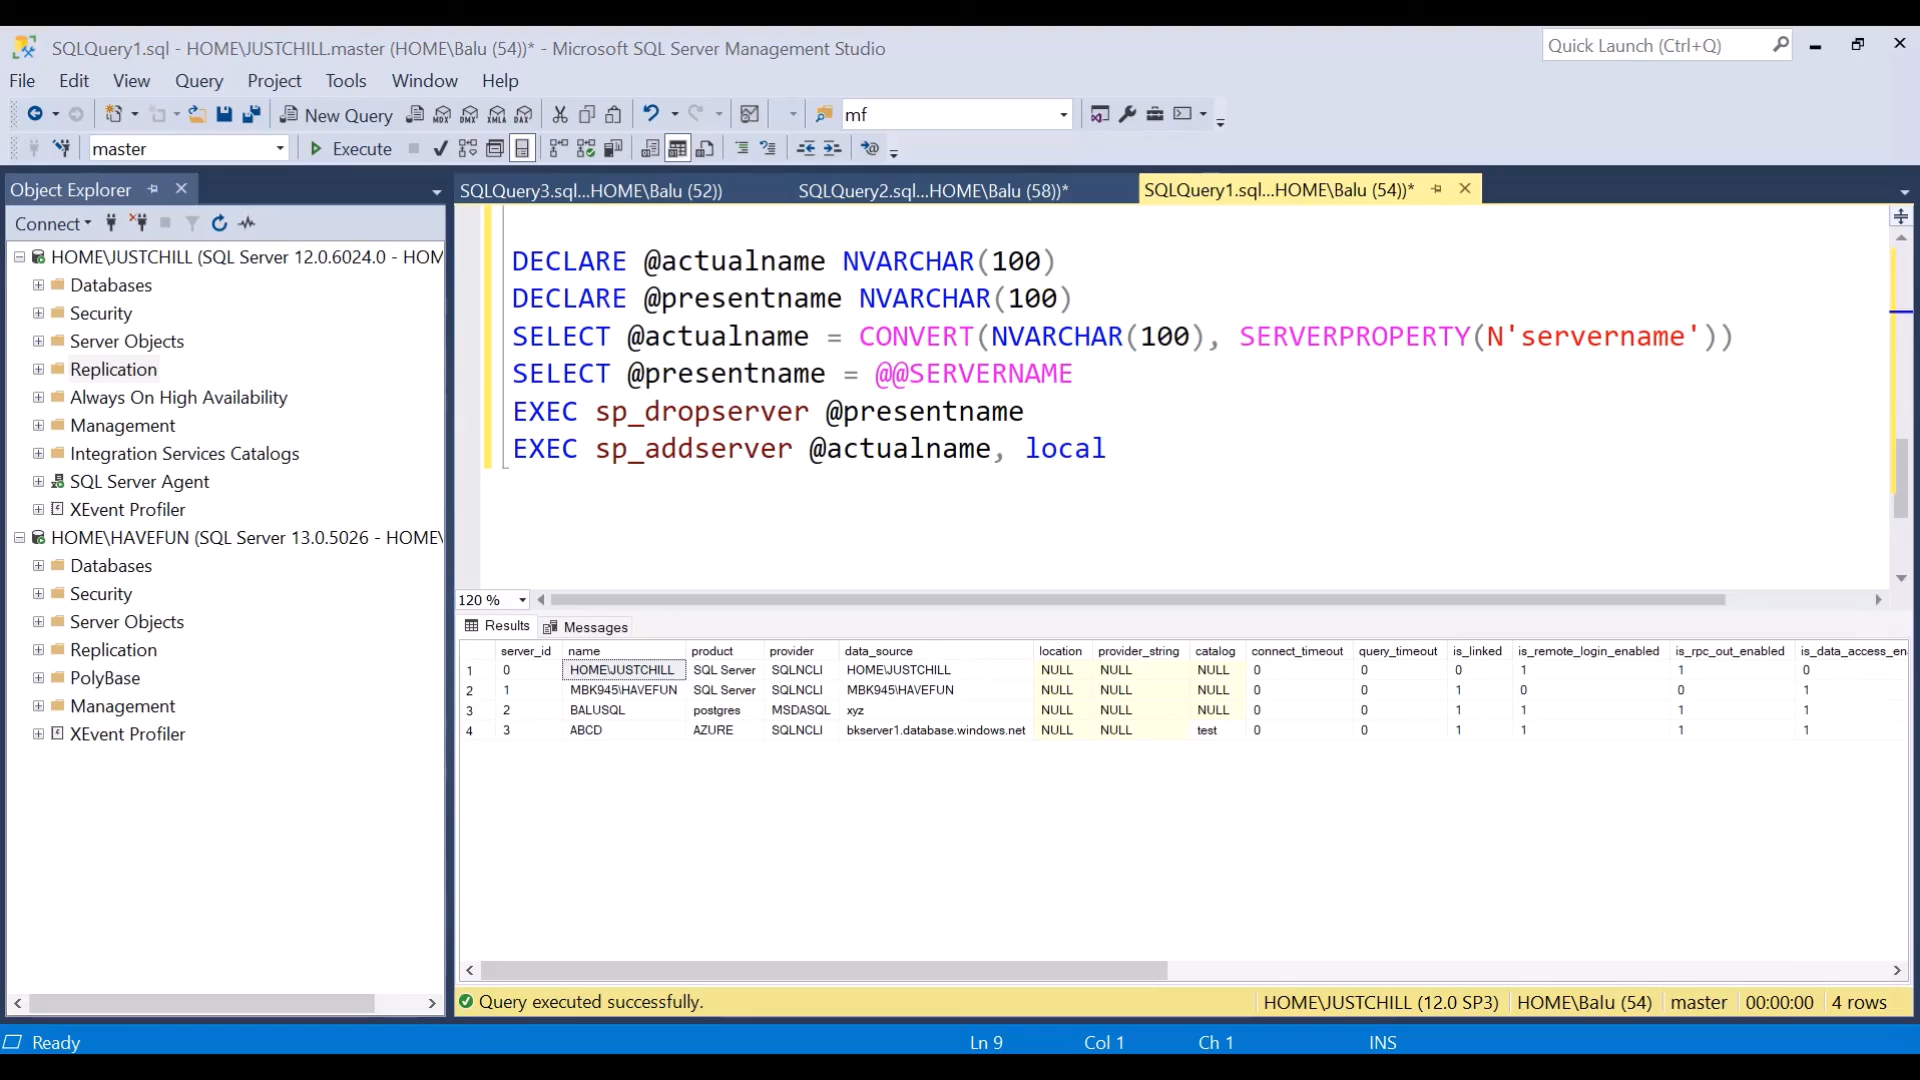 SQLQuery1.sql - HOME\JUSTCHILL.master (HOME\Balu (54))* - Microsoft SQL Server Management Studio
Quick Launch (Ctrl+Q)
File Edit View Query Project Tools Window Help
New Query
mf
master
Execute
Object Explorer
SQLQuery3.sql...HOME\Balu (52))
SQLQuery2.sql...HOME\Balu (58))*
SQLQuery1.sql...HOME\Balu (54))*
Connect
HOME\JUSTCHILL (SQL Server 12.0.6024.0 - HOM
Databases
Security
Server Objects
Replication
Always On High Availability
Management
Integration Services Catalogs
SQL Server Agent
XEvent Profiler
HOME\HAVEFUN (SQL Server 13.0.5026 - HOME\
Databases
Security
Server Objects
Replication
PolyBase
Management
XEvent Profiler
DECLARE @actualname NVARCHAR(100)
DECLARE @presentname NVARCHAR(100)
SELECT @actualname = CONVERT(NVARCHAR(100), SERVERPROPERTY(N'servername'))
SELECT @presentname = @@SERVERNAME
EXEC sp_dropserver @presentname
EXEC sp_addserver @actualname, local
120 %
Results Messages
server_id name product provider data_source location provider_string catalog connect_timeout query_timeout is_linked is_remote_login_enabled is_rpc_out_enabled is_data_access_en
1 0 HOME\JUSTCHILL SQL Server SQLNCLI HOME\JUSTCHILL NULL NULL NULL 0 0 0 1 1 0
2 1 MBK945\HAVEFUN SQL Server SQLNCLI MBK945\HAVEFUN NULL NULL NULL 0 0 1 0 0 1
3 2 BALUSQL postgres MSDASQL xyz NULL NULL NULL 0 0 1 1 1 1
4 3 ABCD AZURE SQLNCLI bkserver1.database.windows.net NULL NULL test 0 0 1 1 1 1
Query executed successfully.
HOME\JUSTCHILL (12.0 SP3) HOME\Balu (54) master 00:00:00 4 rows
Ready Ln 9 Col 1 Ch 1 INS